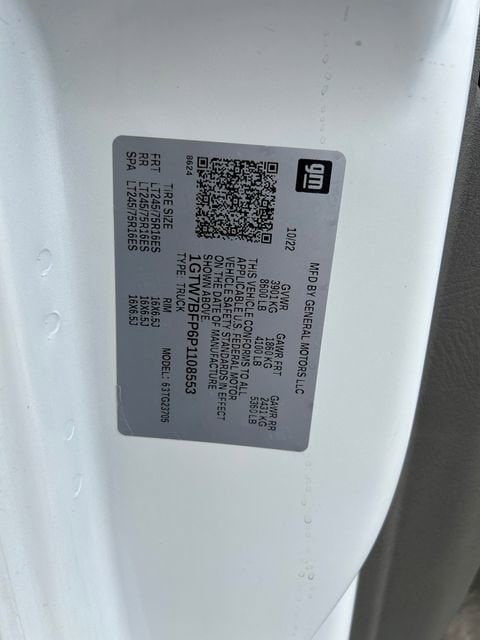 gm
MFD BY GENERAL MOTORS LLC
10/22
GVWR GAWR FRT GAWR RR
3901 KG 1860 KG 2431 KG
8600 LB 4100 LB 5360 LB
THIS VEHICLE CONFORMS TO ALL
APPLICABLE U.S. FEDERAL MOTOR
VEHICLE SAFETY STANDARDS IN EFFECT
ON THE DATE OF MANUFACTURE
SHOWN ABOVE.
1GTW7BFP6P1108553
TYPE: TRUCK MODEL: 63TG23705
8624
TIRE SIZE RIM
FRT LT245/75R16ES 16X6.5J
RR LT245/75R16ES 16X6.5J
SPA LT245/75R16ES 16X6.5J